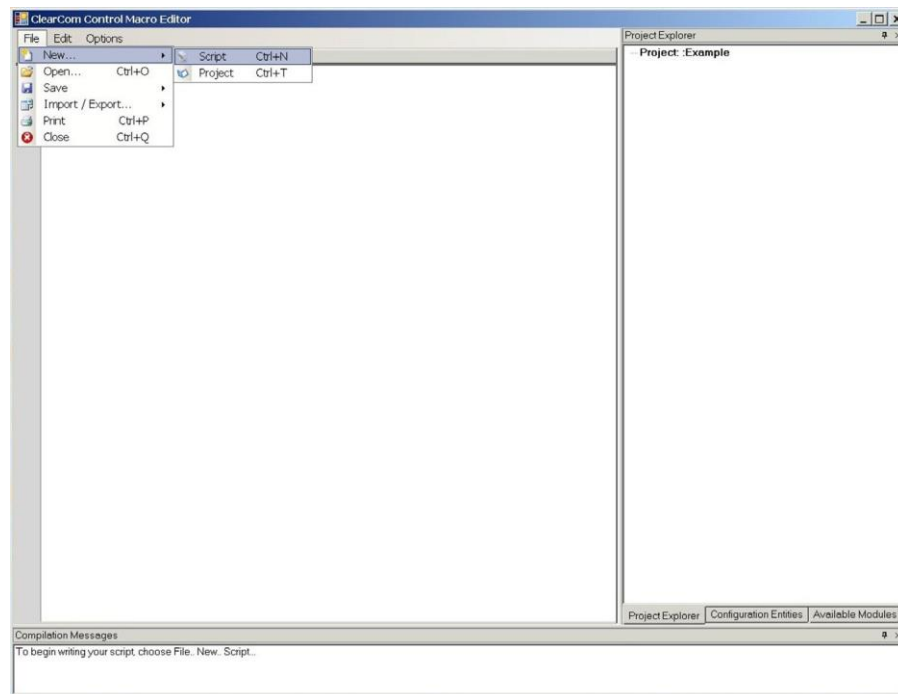 ClearCom Control Macro Editor
File Edit Options
New...
Open... Ctrl+O
Save
Import / Export...
Print Ctrl+P
Close Ctrl+Q
Script Ctrl+N
Project Ctrl+T
Project Explorer
Project: :Example
Project Explorer Configuration Entities Available Modules
Compilation Messages
To begin writing your script, choose File.. New.. Script...